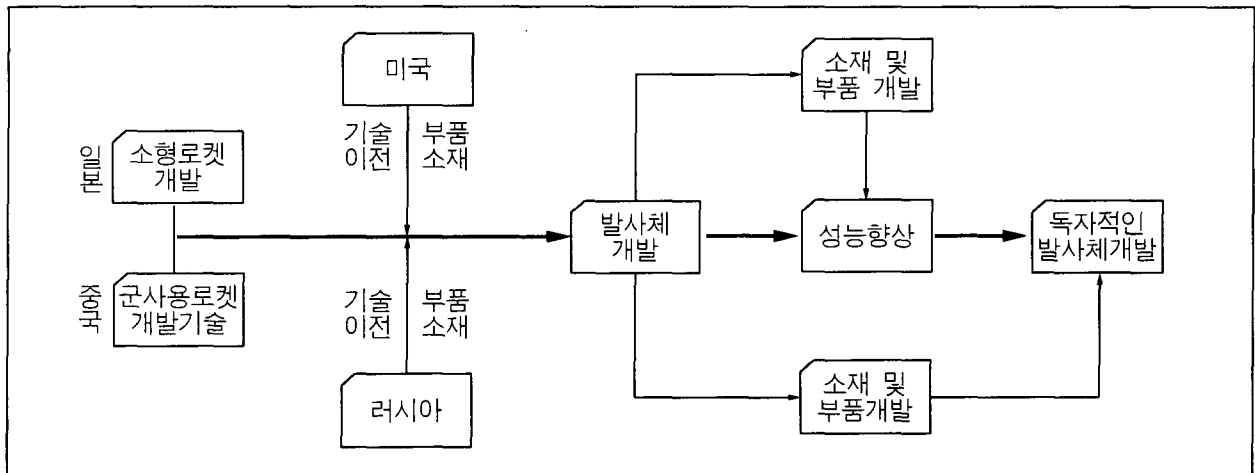 미국
기술 부품
이전 소재
일본
소형로켓
개발
중국
군사용로켓
개발기술
기술 부품
이전 소재
러시아
발사체
개발
소재 및
부품 개발
성능향상
독자적인
발사체개발
소재 및
부품개발